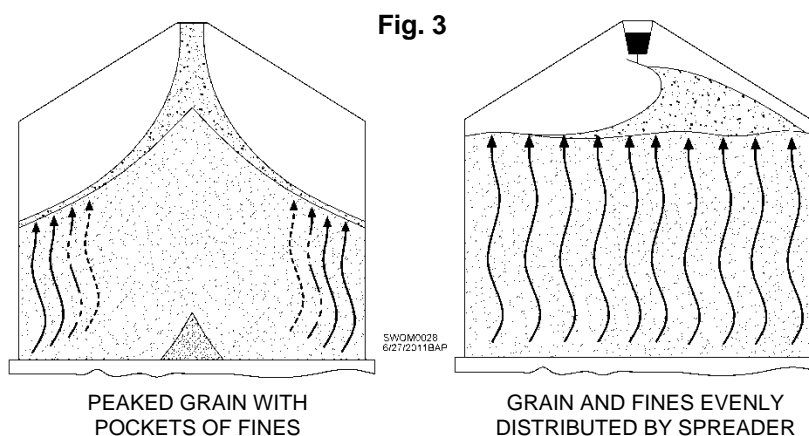 Fig. 3
SWOM0028
6/27/2011BAP
PEAKED GRAIN WITH
POCKETS OF FINES
GRAIN AND FINES EVENLY
DISTRIBUTED BY SPREADER